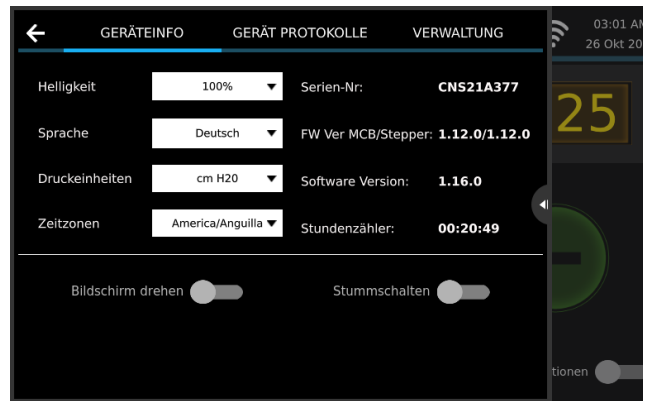 GERÄTEINFO GERÄT PROTOKOLLE VERWALTUNG
03:01 AM
26 Okt 20
Helligkeit 100% Serien-Nr: CNS21A377
25
Sprache Deutsch FW Ver MCB/Stepper: 1.12.0/1.12.0
Druckeinheiten cm H20 Software Version: 1.16.0
Zeitzonen America/Anguilla Stundenzähler: 00:20:49
Bildschirm drehen Stummschalten
tionen